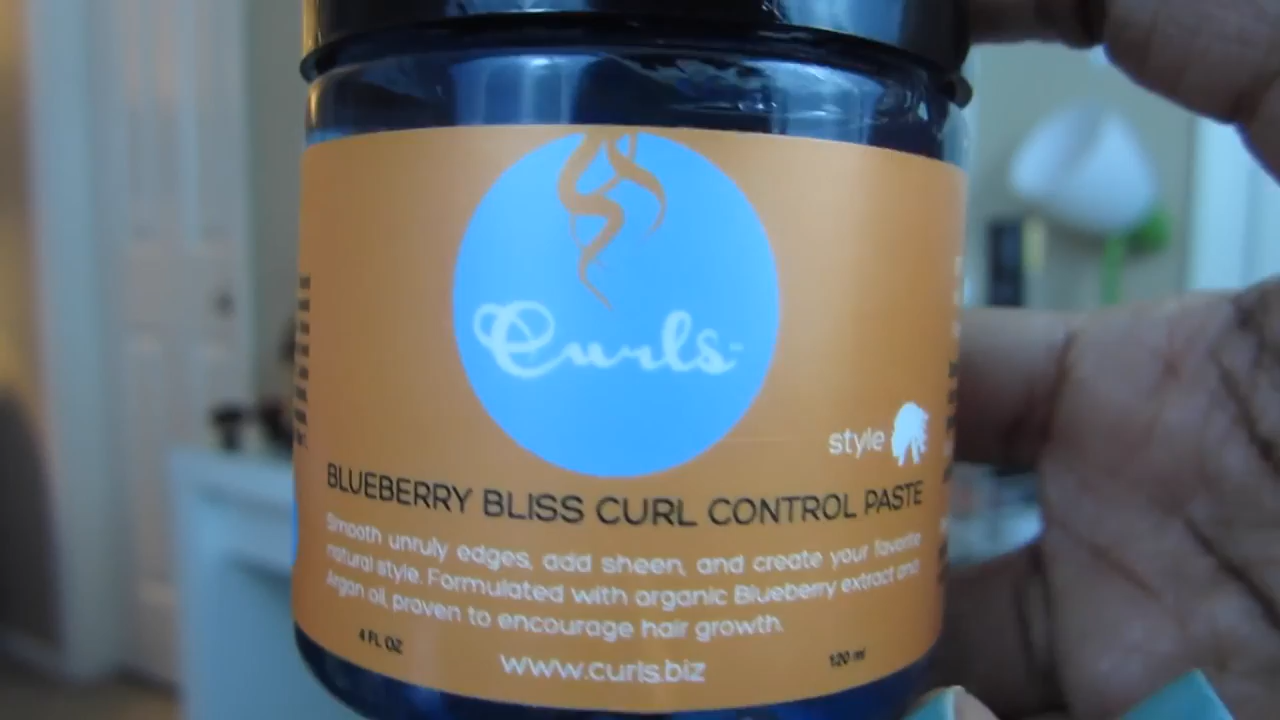 Curls
style
BLUEBERRY BLISS CURL CONTROL PASTE
Smooth unruly edges, add sheen, and create your favorite
natural style. Formulated with organic Blueberry extract and
Argon oil, proven to encourage hair growth.
4 FL OZ
120 ml
www.curls.biz